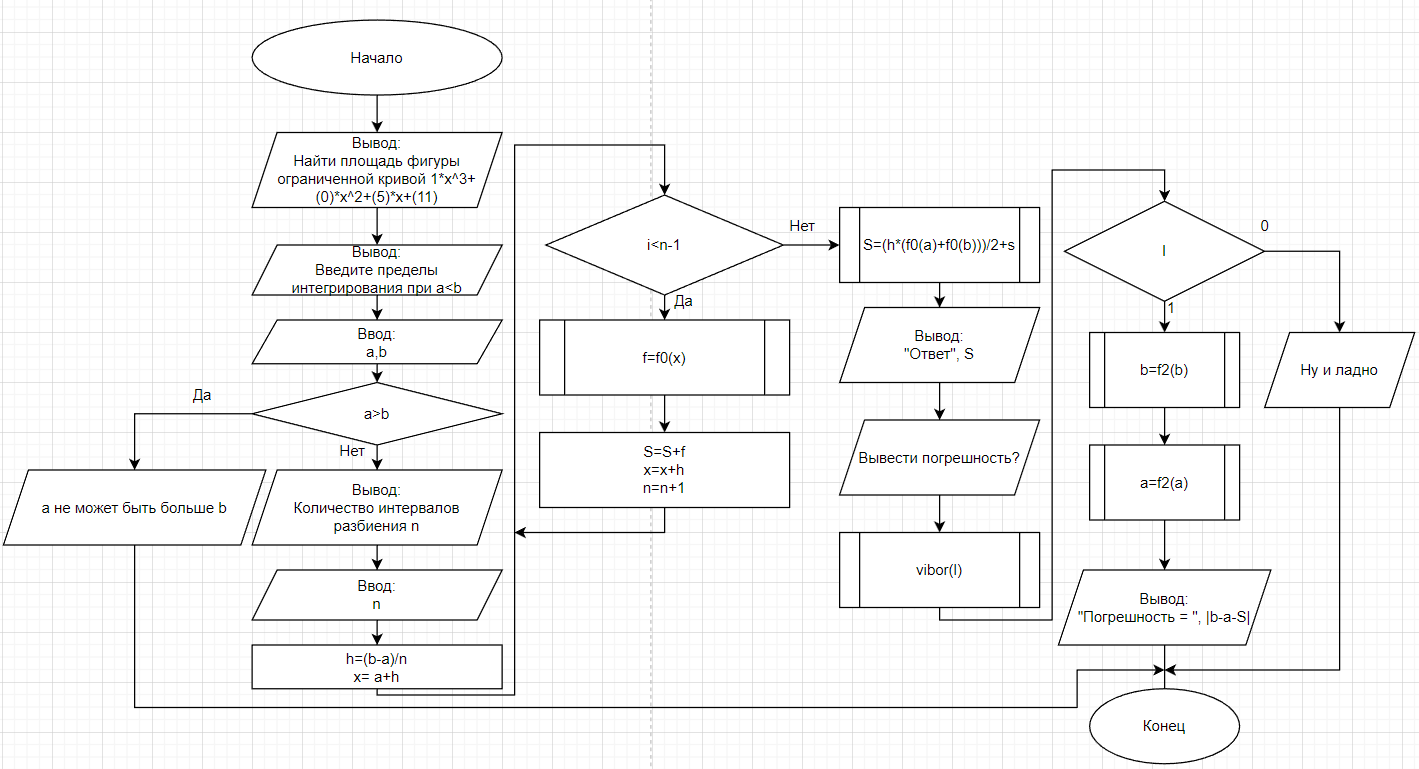 Начало
Вывод:
Найти площадь фигуры
ограниченной кривой 1*x^3+
(0)*x^2+(5)*x+(11)
Вывод:
Введите пределы
интегрирования при a<b
Ввод:
a,b
a>b
Да
Нет
а не может быть больше b
Вывод:
Количество интервалов
разбиения n
Ввод:
n
h=(b-a)/n
x= a+h
i<n-1
Нет
Да
f=f0(x)
S=S+f
x=x+h
n=n+1
S=(h*(f0(a)+f0(b)))/2+s
Вывод:
"Ответ", S
Вывести погрешность?
vibor(I)
I
0
1
b=f2(b)
Ну и ладно
a=f2(a)
Вывод:
"Погрешность = ", |b-a-S|
Конец